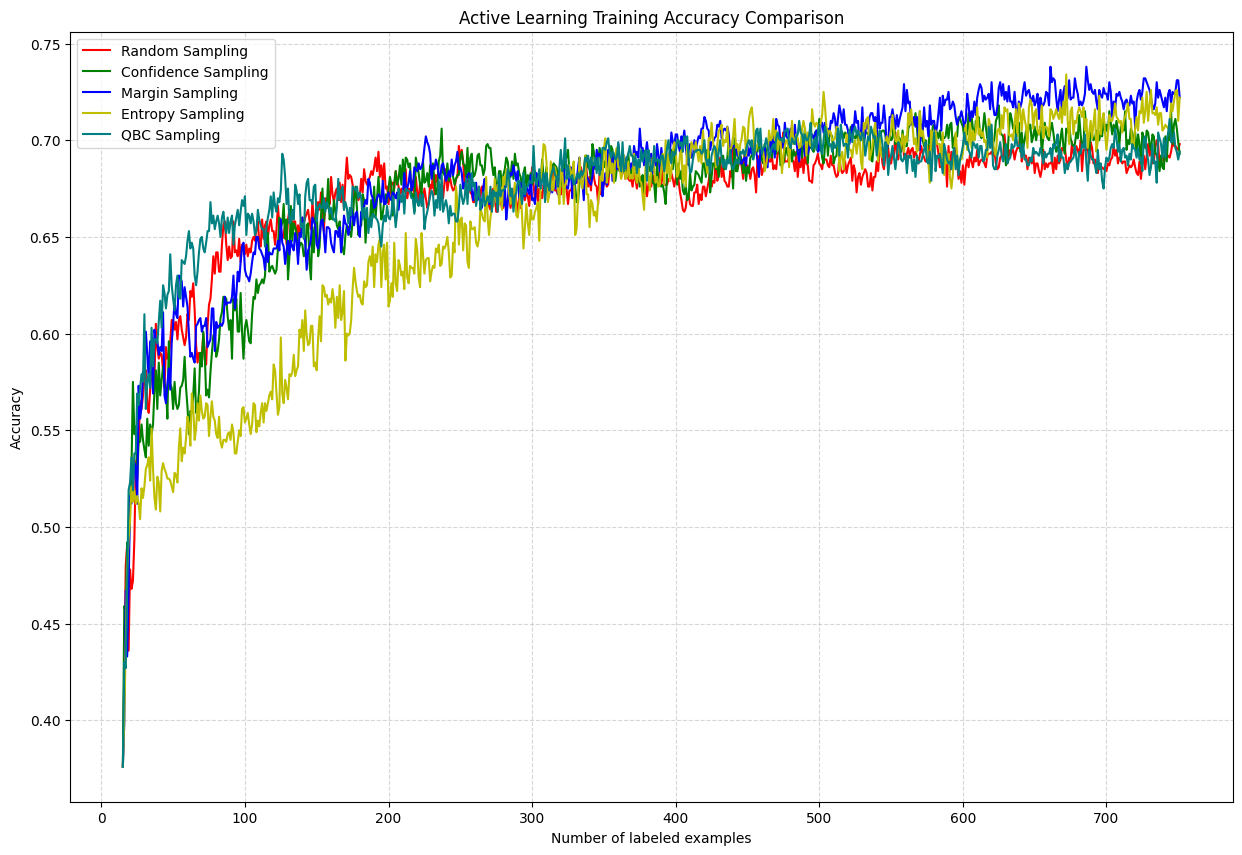 Active Learning Training Accuracy Comparison
Random Sampling
Confidence Sampling
Margin Sampling
Entropy Sampling
QBC Sampling
0.75
0.70
0.65
0.60
0.55
0.50
0.45
0.40
Accuracy
0 100 200 300 400 500 600 700
Number of labeled examples